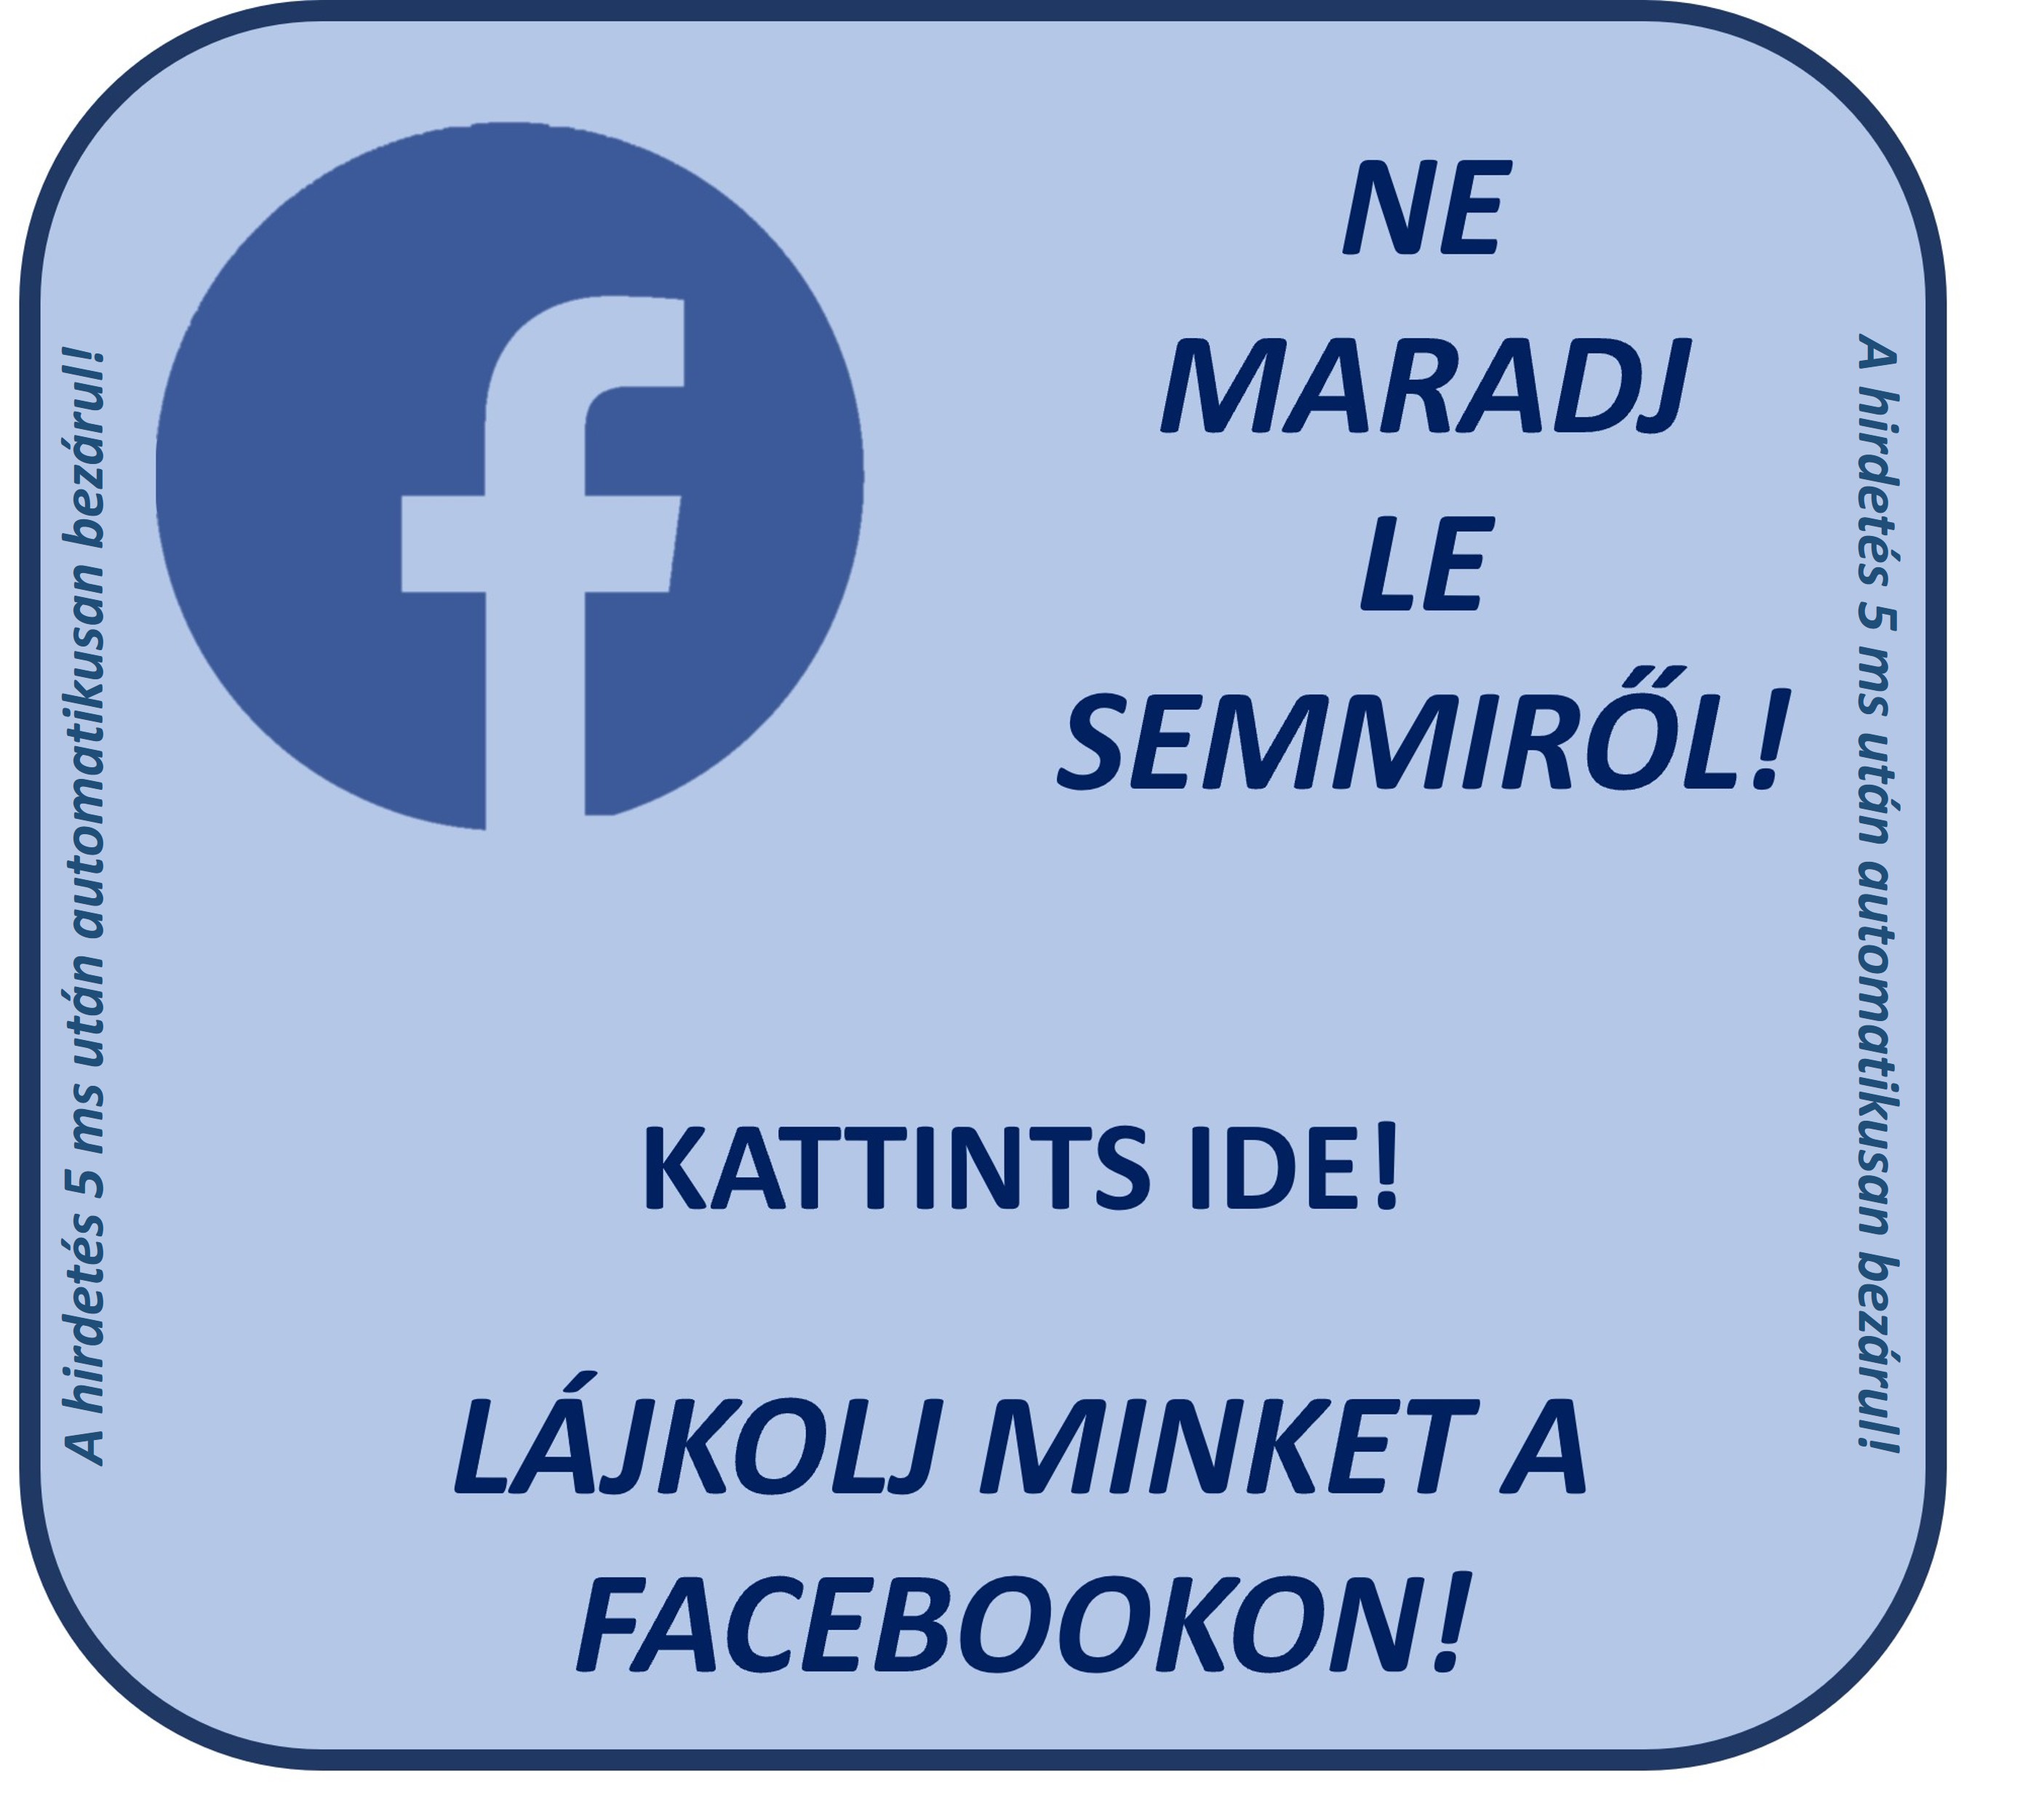 NE
MARADJ
LE
SEMMIRŐL!
KATTINTS IDE!
LÁJKOLJ MINKET A
FACEBOOKON!
A hirdetés 5 ms után automatikusan bezárul!
A hirdetés 5 ms után automatikusan bezárul!